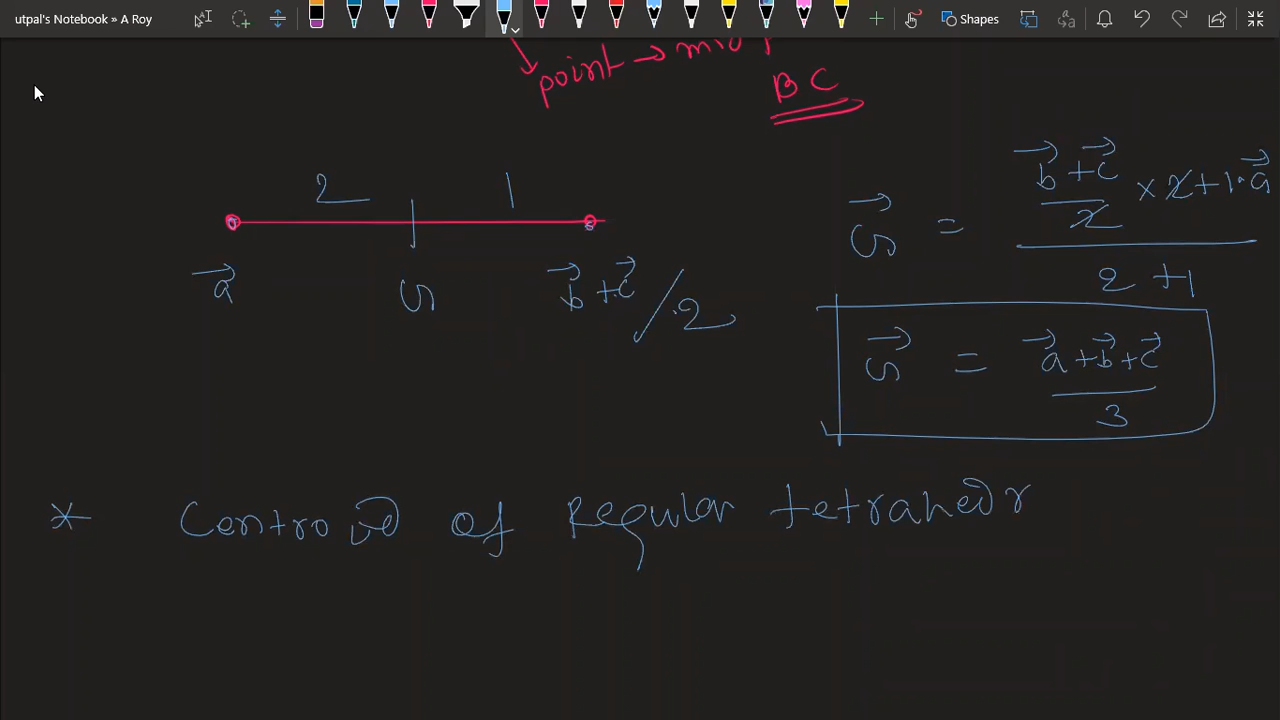 utpal's Notebook » A Roy
Shapes
point → mid p
BC
2 1
a⃗ G b⃗ + c⃗ / 2
G⃗ = (b⃗ + c⃗)/2 × 2 + 1·a⃗ / 2 + 1
G⃗ = a⃗ + b⃗ + c⃗ / 3
* Centroid of Regular tetrahedr